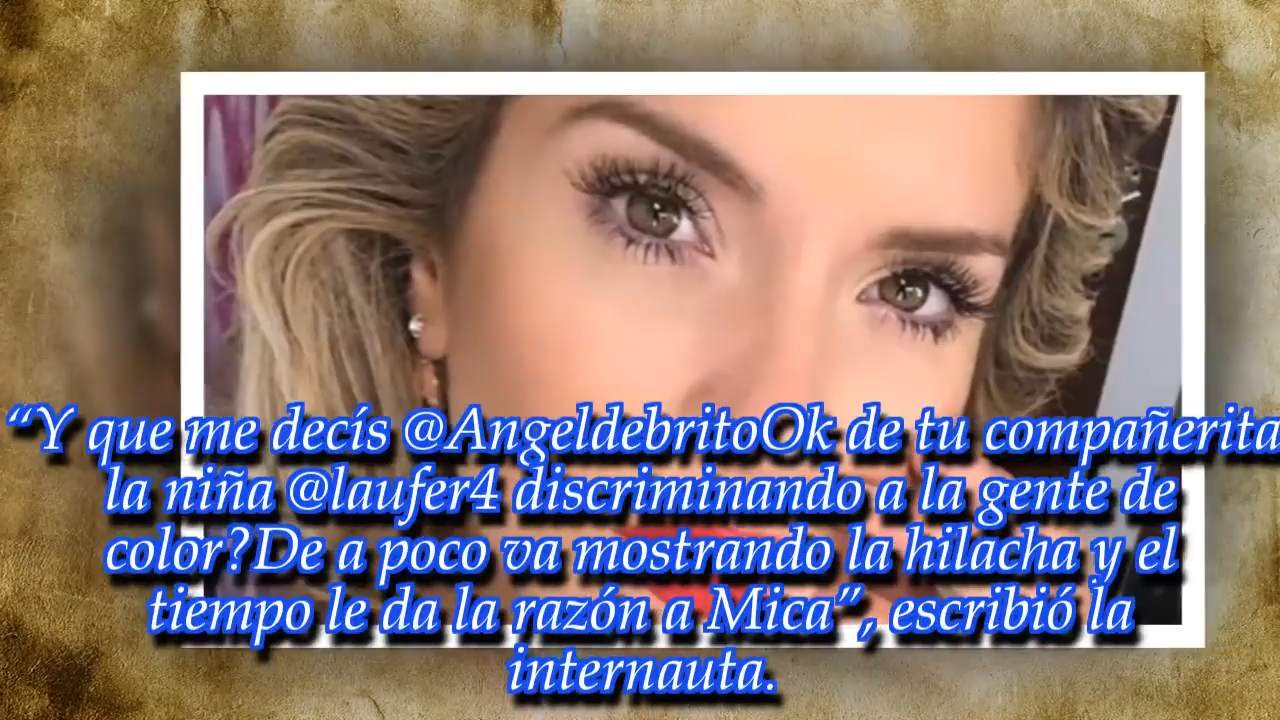 “Y que me decís @AngeldebritoOk de tu compañerita
la niña @laufer4 discriminando a la gente de
color?De a poco va mostrando la hilacha y el
tiempo le da la razón a Mica”, escribió la
internauta.